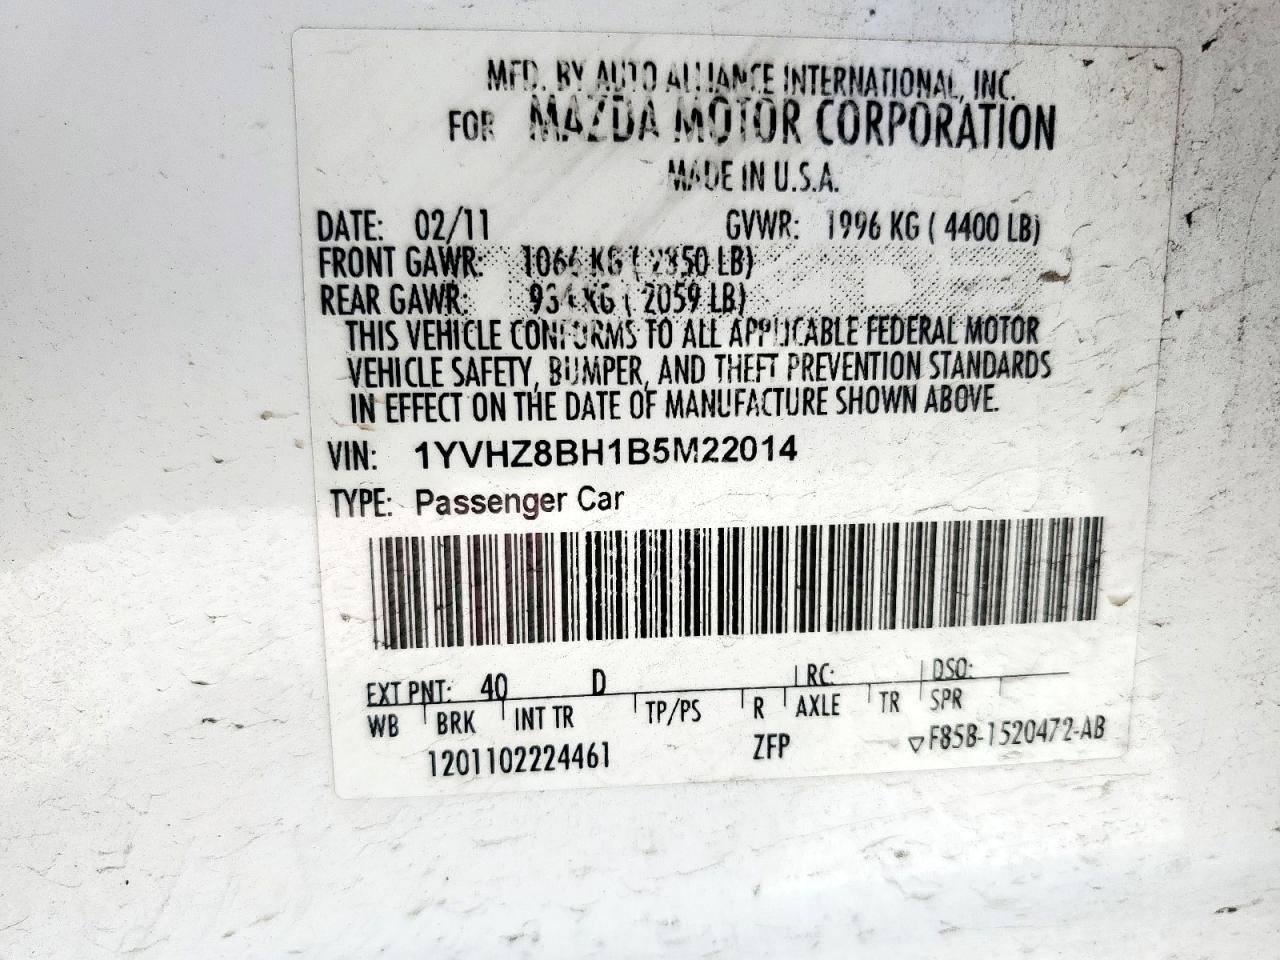 MFD. BY AUTO ALLIANCE INTERNATIONAL, INC.
FOR MAZDA MOTOR CORPORATION
MADE IN U.S.A.
DATE: 02/11 GVWR: 1996 KG ( 4400 LB)
FRONT GAWR: KG ( LB)
REAR GAWR: KG ( 2059 LB)
THIS VEHICLE CONFORMS TO ALL APPLICABLE FEDERAL MOTOR
VEHICLE SAFETY, BUMPER, AND THEFT PREVENTION STANDARDS
IN EFFECT ON THE DATE OF MANUFACTURE SHOWN ABOVE.
VIN: 1YVHZ8BH1B5M22014
TYPE: Passenger Car
EXT PNT: 40 D RC: DSO:
WB BRK INT TR TP/PS R AXLE TR SPR
1201102224461 ZFP ▽F85B-1520472-AB